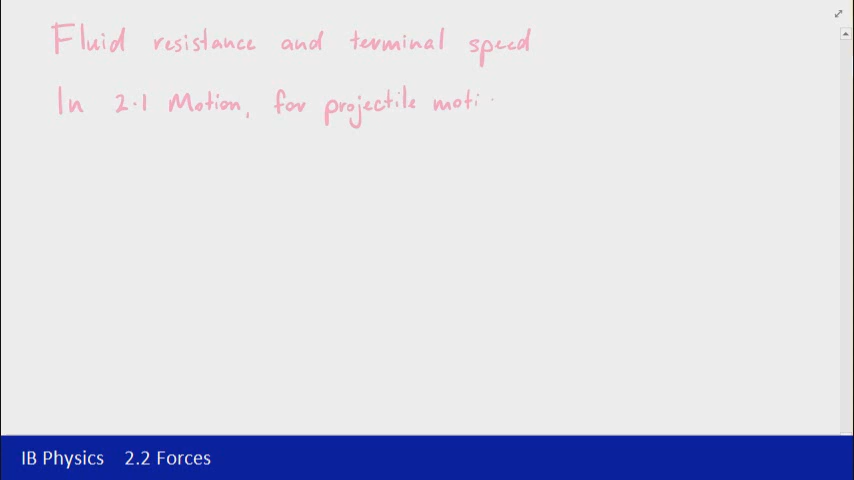 Fluid resistance and terminal speed
In 2.1 Motion, for projectile moti
IB Physics 2.2 Forces